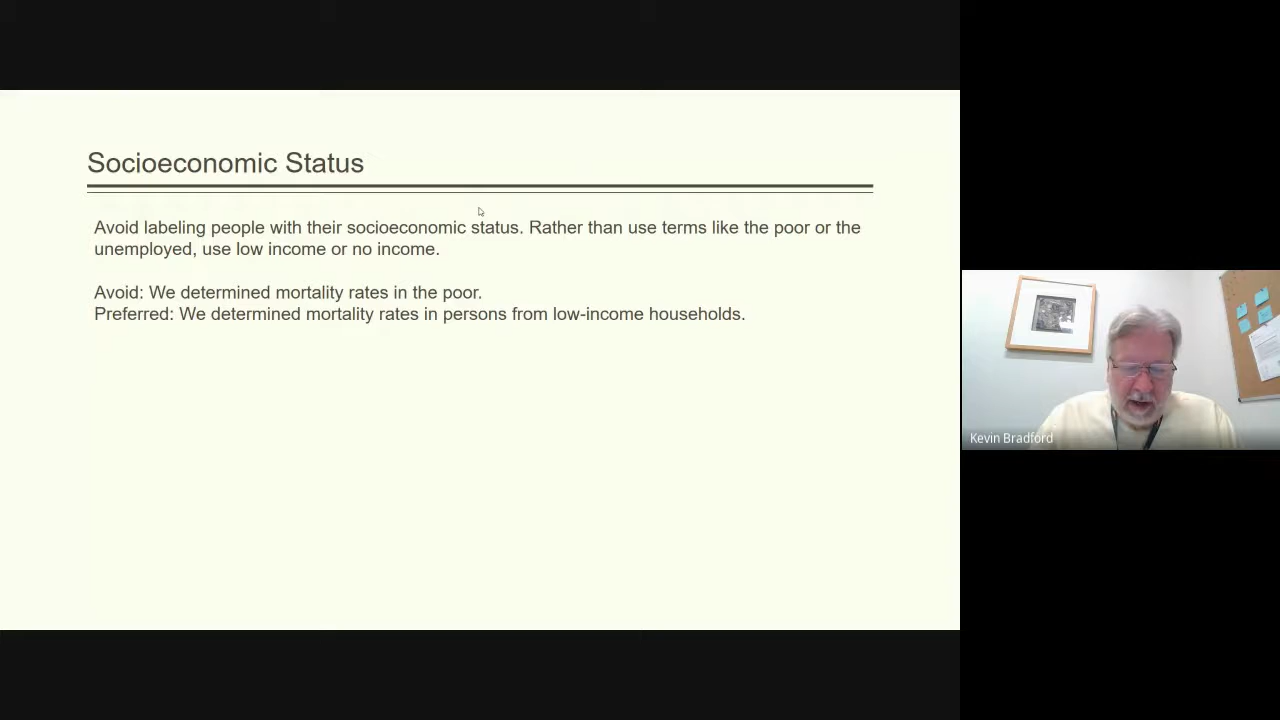 Socioeconomic Status
Avoid labeling people with their socioeconomic status. Rather than use terms like the poor or the
unemployed, use low income or no income.
Avoid: We determined mortality rates in the poor.
Preferred: We determined mortality rates in persons from low-income households.
Kevin Bradford